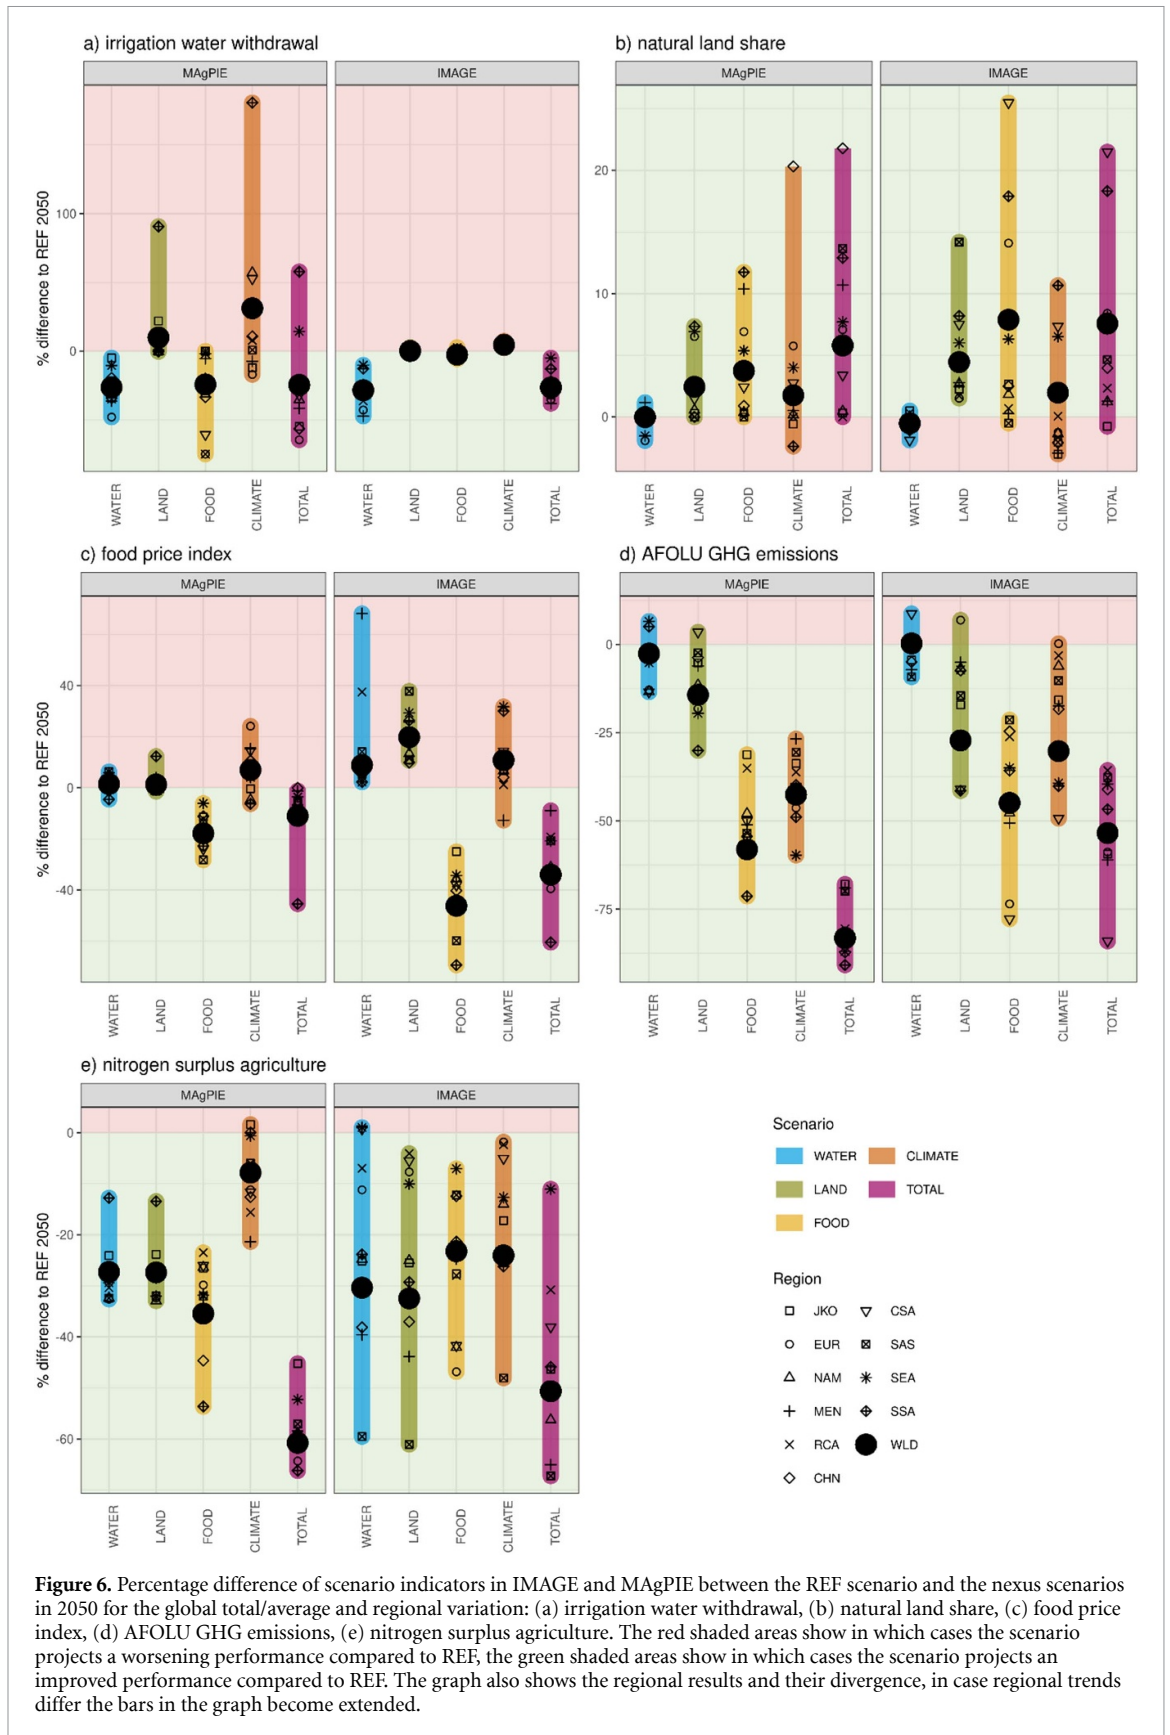 a) irrigation water withdrawal
MAgPIE
IMAGE
% difference to REF 2050
100
0
WATER
LAND
FOOD
CLIMATE
TOTAL
WATER
LAND
FOOD
CLIMATE
TOTAL
b) natural land share
MAgPIE
IMAGE
20
10
0
WATER
LAND
FOOD
CLIMATE
TOTAL
WATER
LAND
FOOD
CLIMATE
TOTAL
c) food price index
MAgPIE
IMAGE
% difference to REF 2050
40
0
-40
WATER
LAND
FOOD
CLIMATE
TOTAL
WATER
LAND
FOOD
CLIMATE
TOTAL
d) AFOLU GHG emissions
MAgPIE
IMAGE
0
-25
-50
-75
WATER
LAND
FOOD
CLIMATE
TOTAL
WATER
LAND
FOOD
CLIMATE
TOTAL
e) nitrogen surplus agriculture
MAgPIE
IMAGE
% difference to REF 2050
0
-20
-40
-60
WATER
LAND
FOOD
CLIMATE
TOTAL
WATER
LAND
FOOD
CLIMATE
TOTAL
Scenario
WATER
CLIMATE
LAND
TOTAL
FOOD
Region
JKO
CSA
EUR
SAS
NAM
SEA
MEN
SSA
RCA
WLD
CHN
Figure 6. Percentage difference of scenario indicators in IMAGE and MAgPIE between the REF scenario and the nexus scenarios
in 2050 for the global total/average and regional variation: (a) irrigation water withdrawal, (b) natural land share, (c) food price
index, (d) AFOLU GHG emissions, (e) nitrogen surplus agriculture. The red shaded areas show in which cases the scenario
projects a worsening performance compared to REF, the green shaded areas show in which cases the scenario projects an
improved performance compared to REF. The graph also shows the regional results and their divergence, in case regional trends
differ the bars in the graph become extended.